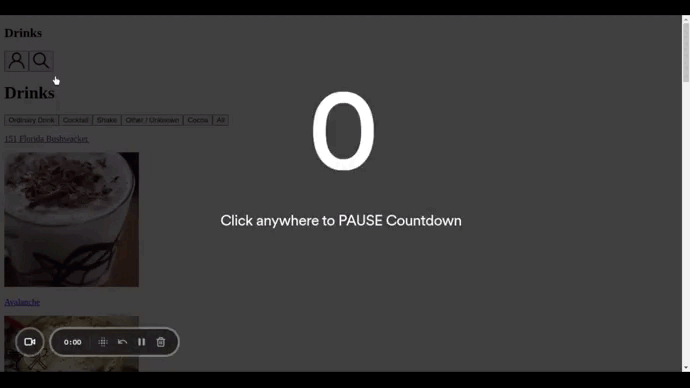 Drinks
Drinks
Ordinary Drink Cocktail Shake Other / Unknown Cocoa All
151 Florida Bushwacker
0
Click anywhere to PAUSE Countdown
Avalanche
0:00